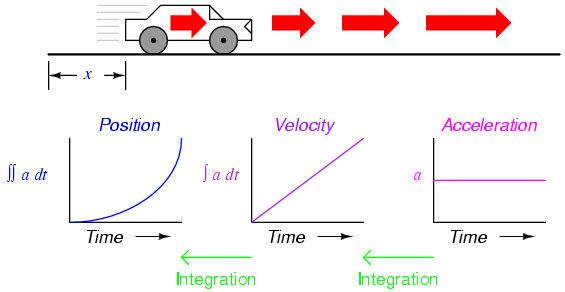 x
Position
Velocity
Acceleration
∫∫ a dt
∫ a dt
a
Time
Time
Time
Integration
Integration